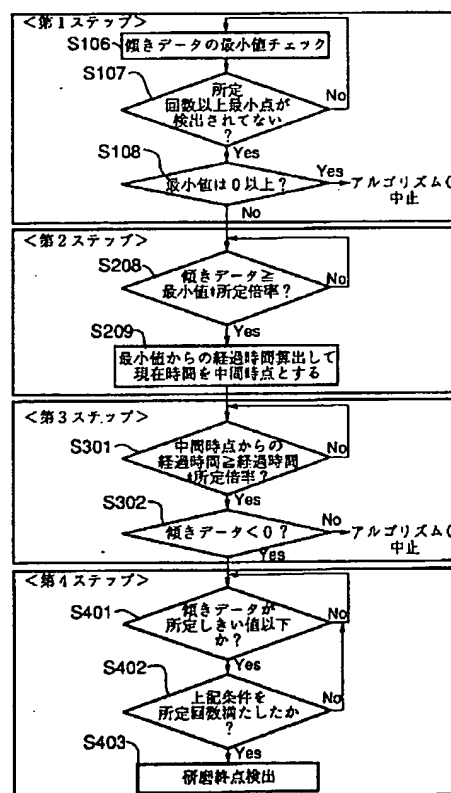 <第1ステップ>
S106
傾きデータの最小値チェック
S107
所定
回数以上最小点が
検出されてない
?
No
Yes
S108
最小値は0以上?
Yes
アルゴリズム
中止
No
<第2ステップ>
S208
傾きデータ≧
最小値*所定倍率?
No
Yes
S209
最小値からの経過時間算出して
現在時間を中間時点とする
<第3ステップ>
S301
中間時点からの
経過時間≧経過時間
*所定倍率?
No
Yes
S302
傾きデータ<0?
No
アルゴリズム
中止
Yes
<第4ステップ>
S401
傾きデータが
所定しきい値以下
か?
No
Yes
S402
上記条件を
所定回数満たしたか
?
No
Yes
S403
研磨終点検出